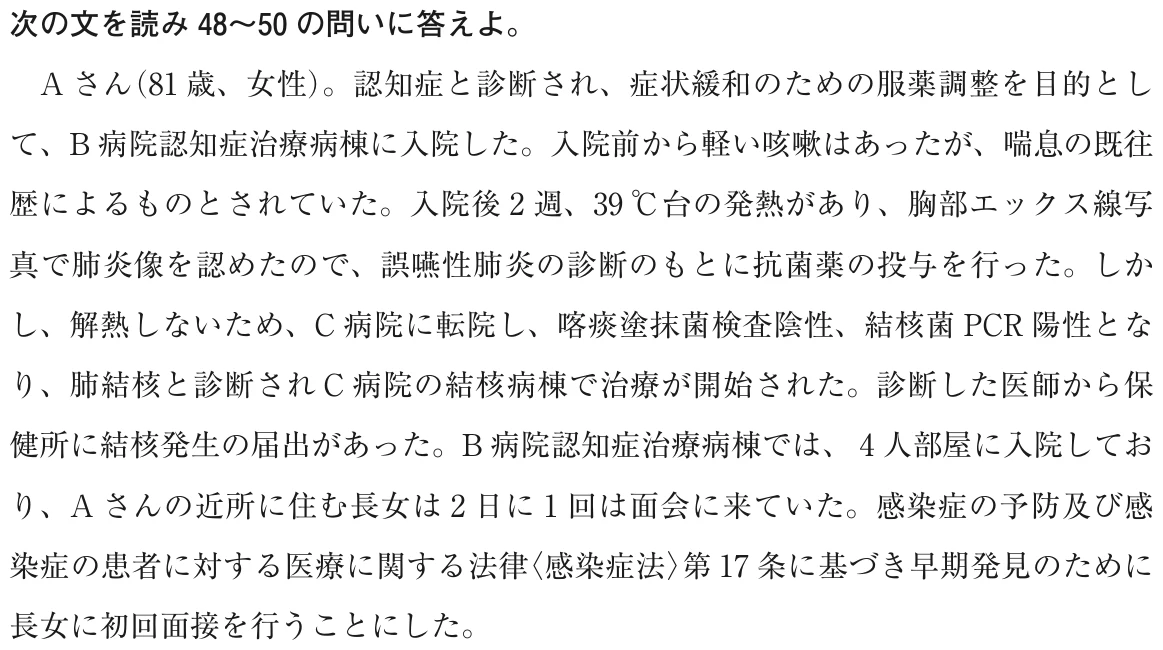 次の文を読み 48～50 の問いに答えよ。
　A さん(81 歳、女性)。認知症と診断され、症状緩和のための服薬調整を目的とし
て、B 病院認知症治療病棟に入院した。入院前から軽い咳嗽はあったが、喘息の既往
歴によるものとされていた。入院後 2 週、39 ℃台の発熱があり、胸部エックス線写
真で肺炎像を認めたので、誤嚥性肺炎の診断のもとに抗菌薬の投与を行った。しか
し、解熱しないため、C 病院に転院し、喀痰塗抹菌検査陰性、結核菌 PCR 陽性とな
り、肺結核と診断され C 病院の結核病棟で治療が開始された。診断した医師から保
健所に結核発生の届出があった。B 病院認知症治療病棟では、 4 人部屋に入院してお
り、A さんの近所に住む長女は 2 日に 1 回は面会に来ていた。感染症の予防及び感
染症の患者に対する医療に関する法律〈感染症法〉第 17 条に基づき早期発見のために
長女に初回面接を行うことにした。